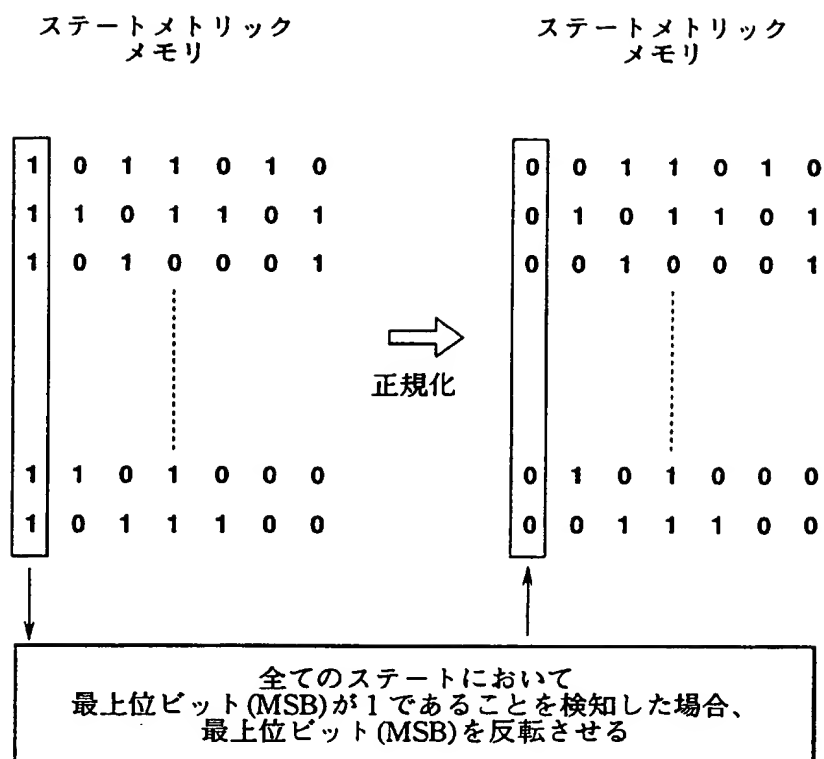 ステートメトリック
メモリ
ステートメトリック
メモリ
1 0 1 1 0 1 0
1 1 0 1 1 0 1
1 0 1 0 0 0 1
1 1 0 1 0 0 0
1 0 1 1 1 0 0
正規化
0 0 1 1 0 1 0
0 1 0 1 1 0 1
0 0 1 0 0 0 1
0 1 0 1 0 0 0
0 0 1 1 1 0 0
全てのステートにおいて
最上位ビット(MSB)が1であることを検知した場合、
最上位ビット(MSB)を反転させる